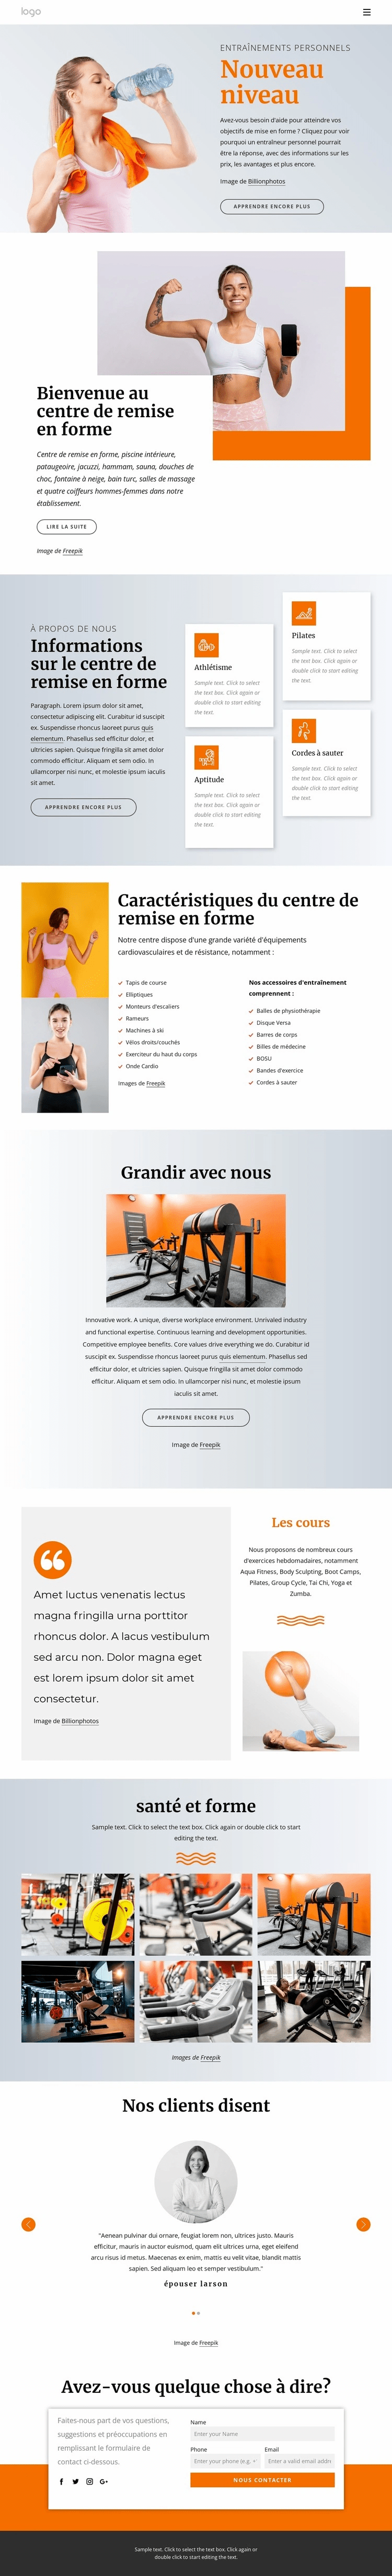 logo
ENTRAÎNEMENTS PERSONNELS
Nouveau
niveau
Avez-vous besoin d'aide pour atteindre vos
objectifs de mise en forme ? Cliquez pour voir
pourquoi un entraîneur personnel pourrait
être la réponse, avec des informations sur les
prix, les avantages et plus encore.
Image de Billionphotos
APPRENDRE ENCORE PLUS
Bienvenue au
centre de remise
en forme
Centre de remise en forme, piscine intérieure,
pataugeoire, jacuzzi, hammam, sauna, douches de
choc, fontaine à neige, bain turc, salles de massage
et quatre coiffeurs hommes-femmes dans notre
établissement.
LIRE LA SUITE
Image de Freepik
À PROPOS DE NOUS
Informations
sur le centre de
remise en forme
Paragraph. Lorem ipsum dolor sit amet,
consectetur adipiscing elit. Curabitur id suscipit
ex. Suspendisse rhoncus laoreet purus quis
elementum. Phasellus sed efficitur dolor, et
ultricies sapien. Quisque fringilla sit amet dolor
commodo efficitur. Aliquam et sem odio. In
ullamcorper nisi nunc, et molestie ipsum iaculis
sit amet.
APPRENDRE ENCORE PLUS
Athlétisme
Sample text. Click to select
the text box. Click again or
double click to start editing
the text.
Aptitude
Sample text. Click to select
the text box. Click again or
double click to start editing
the text.
Pilates
Sample text. Click to select
the text box. Click again or
double click to start editing
the text.
Cordes à sauter
Sample text. Click to select
the text box. Click again or
double click to start editing
the text.
Caractéristiques du centre de
remise en forme
Notre centre dispose d'une grande variété d'équipements
cardiovasculaires et de résistance, notamment :
Tapis de course
Elliptiques
Monteurs d'escaliers
Rameurs
Machines à ski
Vélos droits/couchés
Exerciteur du haut du corps
Onde Cardio
Images de Freepik
Nos accessoires d'entraînement
comprennent :
Balles de physiothérapie
Disque Versa
Barres de corps
Billes de médecine
BOSU
Bandes d'exercice
Cordes à sauter
Grandir avec nous
Innovative work. A unique, diverse workplace environment. Unrivaled industry
and functional expertise. Continuous learning and development opportunities.
Competitive employee benefits. Core values drive everything we do. Curabitur id
suscipit ex. Suspendisse rhoncus laoreet purus quis elementum. Phasellus sed
efficitur dolor, et ultricies sapien. Quisque fringilla sit amet dolor commodo
efficitur. Aliquam et sem odio. In ullamcorper nisi nunc, et molestie ipsum
iaculis sit amet.
APPRENDRE ENCORE PLUS
Image de Freepik
Amet luctus venenatis lectus
magna fringilla urna porttitor
rhoncus dolor. A lacus vestibulum
sed arcu non. Dolor magna eget
est lorem ipsum dolor sit amet
consectetur.
Image de Billionphotos
Les cours
Nous proposons de nombreux cours
d'exercices hebdomadaires, notamment
Aqua Fitness, Body Sculpting, Boot Camps,
Pilates, Group Cycle, Tai Chi, Yoga et
Zumba.
santé et forme
Sample text. Click to select the text box. Click again or double click to start
editing the text.
Images de Freepik
Nos clients disent
"Aenean pulvinar dui ornare, feugiat lorem non, ultrices justo. Mauris
efficitur, mauris in auctor euismod, quam elit ultrices urna, eget eleifend
arcu risus id metus. Maecenas ex enim, mattis eu velit vitae, blandit mattis
sapien. Sed aliquam leo et semper vestibulum."
épouser larson
Image de Freepik
Avez-vous quelque chose à dire?
Faites-nous part de vos questions,
suggestions et préoccupations en
remplissant le formulaire de
contact ci-dessous.
Name
Enter your Name
Phone
Email
Enter your phone (e.g. +
Enter a valid email addre
NOUS CONTACTER
Sample text. Click to select the text box. Click again or
double click to start editing the text.